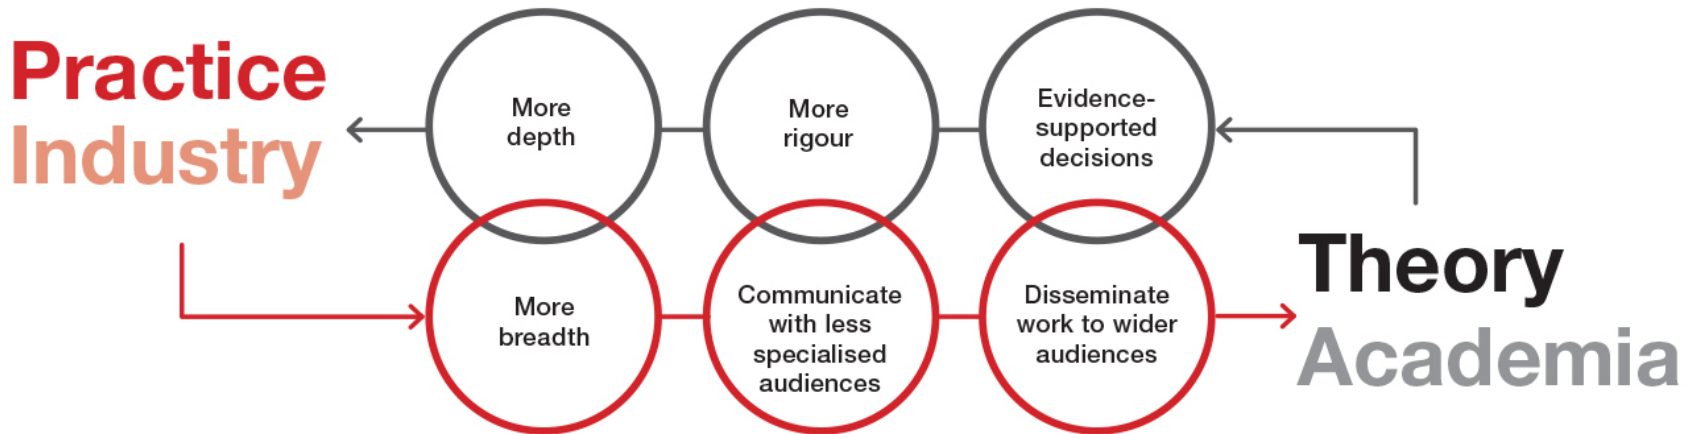 Practice
Industry
More
depth
More
rigour
Evidence-
supported
decisions
More
breadth
Communicate
with less
specialised
audiences
Disseminate
work to wider
audiences
Theory
Academia